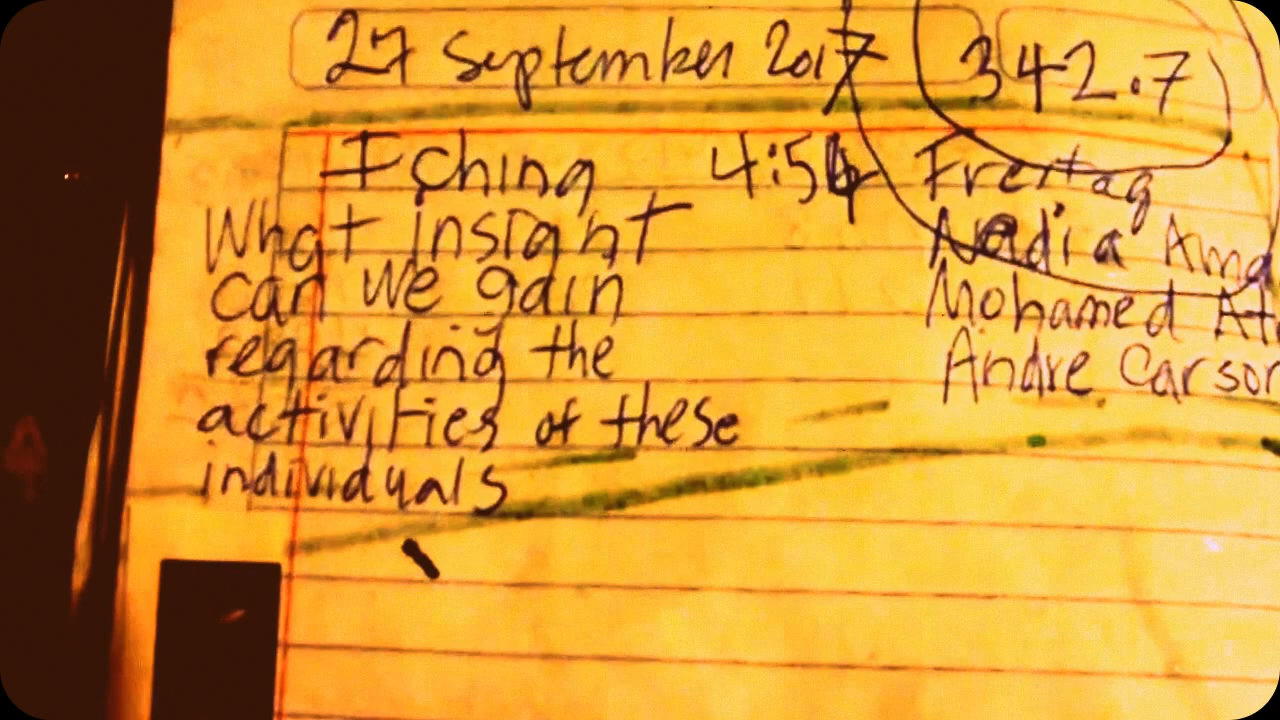 27 September 2017
342.7
I Ching 4:54
What insight
can we gain
regarding the
activities of these
individuals
Freitag
Nadia Ama
Mohamed At
Andre Carson